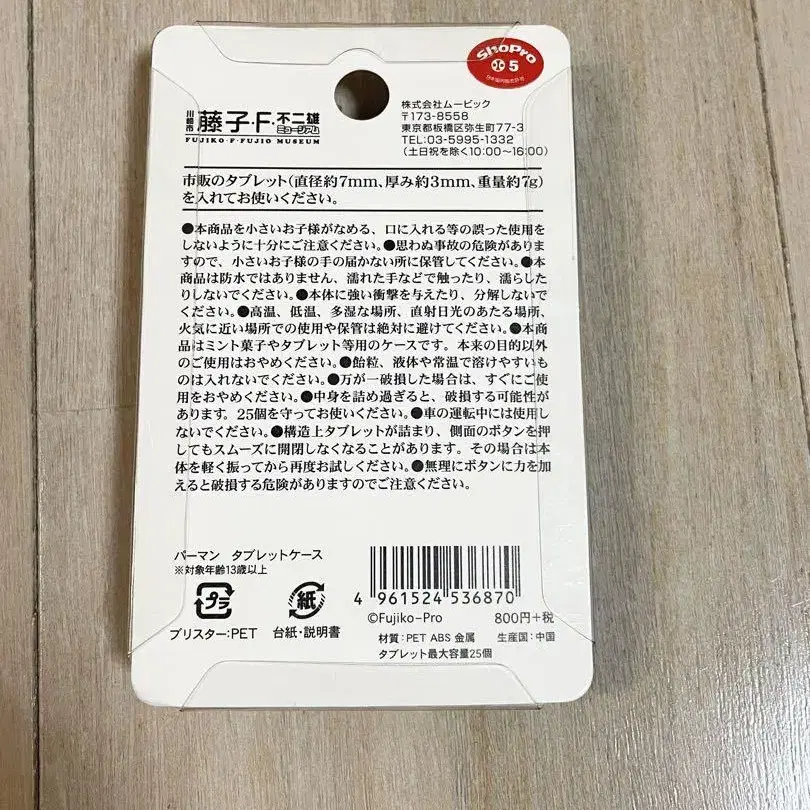 ShoPro
小 5
日本国内販売許可
川崎市
藤子・F・不二雄
ミュージアム
FUJIKO・F・FUJIO MUSEUM
株式会社ムービック
〒173-8558
東京都板橋区弥生町77-3
TEL:03-5995-1332
(土日祝を除く10:00~16:00)
市販のタブレット(直径約7mm、厚み約3mm、重量約7g)
を入れてお使いください。
●本商品を小さいお子様がなめる、口に入れる等の誤った使用を
しないように十分にご注意ください。●思わぬ事故の危険がありま
すので、小さいお子様の手の届かない所に保管してください。●本
商品は防水ではありません、濡れた手などで触ったり、濡らした
りしないでください。●本体に強い衝撃を与えたり、分解しないで
ください。●高温、低温、多湿な場所、直射日光のあたる場所、
火気に近い場所での使用や保管は絶対に避けてください。●本商
品はミント菓子やタブレット等用のケースです。本来の目的以外
のご使用はおやめください。●飴粒、液体や常温で溶けやすいも
のは入れないでください。●万が一破損した場合は、すぐにご使
用をおやめください。●中身を詰め過ぎると、破損する可能性が
あります。25個を守ってお使いください。●車の運転中には使用し
ないでください。●構造上タブレットが詰まり、側面のボタンを押
してもスムーズに開閉しなくなることがあります。その場合は本
体を軽く振ってから再度お試しください。●無理にボタンに力を加
えると破損する危険がありますのでご注意ください。
パーマン タブレットケース
※対象年齢13歳以上
プラ
紙
ブリスター:PET
台紙・説明書
4 961524 536870
©Fujiko-Pro
800円+税
材質:PET ABS 金属 生産国:中国
タブレット最大容量25個